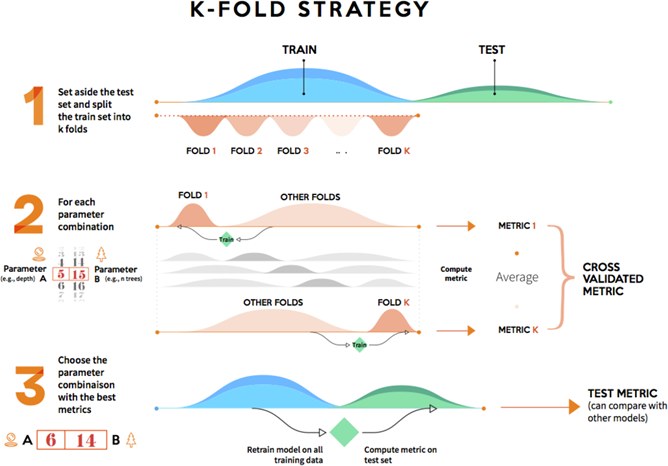 K-FOLD STRATEGY
TRAIN
TEST
1
Set aside the test
set and split
the train set into
k folds
FOLD 1
FOLD 2
FOLD 3
...
FOLD K
2
For each
parameter
combination
FOLD 1
OTHER FOLDS
Train
METRIC 1
Parameter
(e.g., depth)
A
3 13
4 14
5 15
6 16
7 17
Parameter
(e.g., n trees)
B
Compute
metric
Average
CROSS
VALIDATED
METRIC
OTHER FOLDS
FOLD K
Train
METRIC K
3
Choose the
parameter
combinaison
with the best
metrics
A 6 14 B
Retrain model on all
training data
Compute metric on
test set
TEST METRIC
(can compare with
other models)